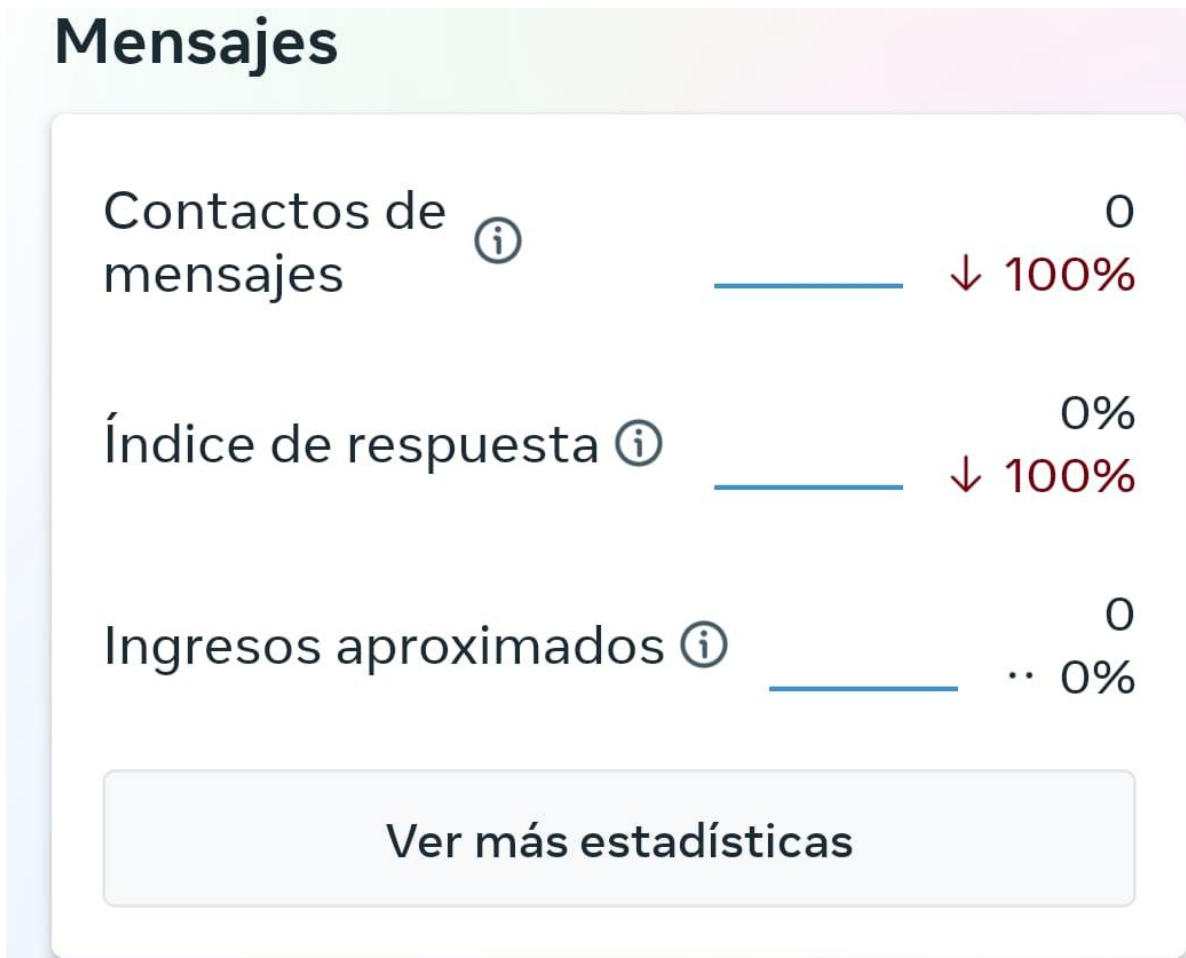 Mensajes
Contactos de
mensajes
0
↓ 100%
Índice de respuesta
0%
↓ 100%
Ingresos aproximados
0
·· 0%
Ver más estadísticas